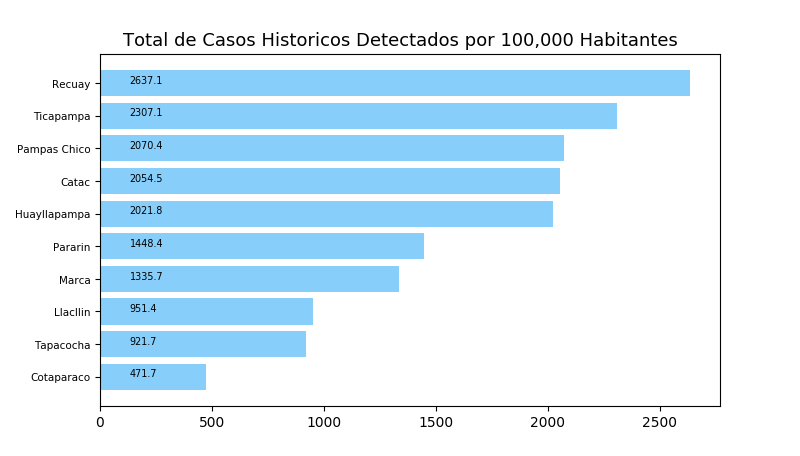 Total de Casos Historicos Detectados por 100,000 Habitantes
Recuay 2637.1
Ticapampa 2307.1
Pampas Chico 2070.4
Catac 2054.5
Huayllapampa 2021.8
Pararin 1448.4
Marca 1335.7
Llacllin 951.4
Tapacocha 921.7
Cotaparaco 471.7
0 500 1000 1500 2000 2500